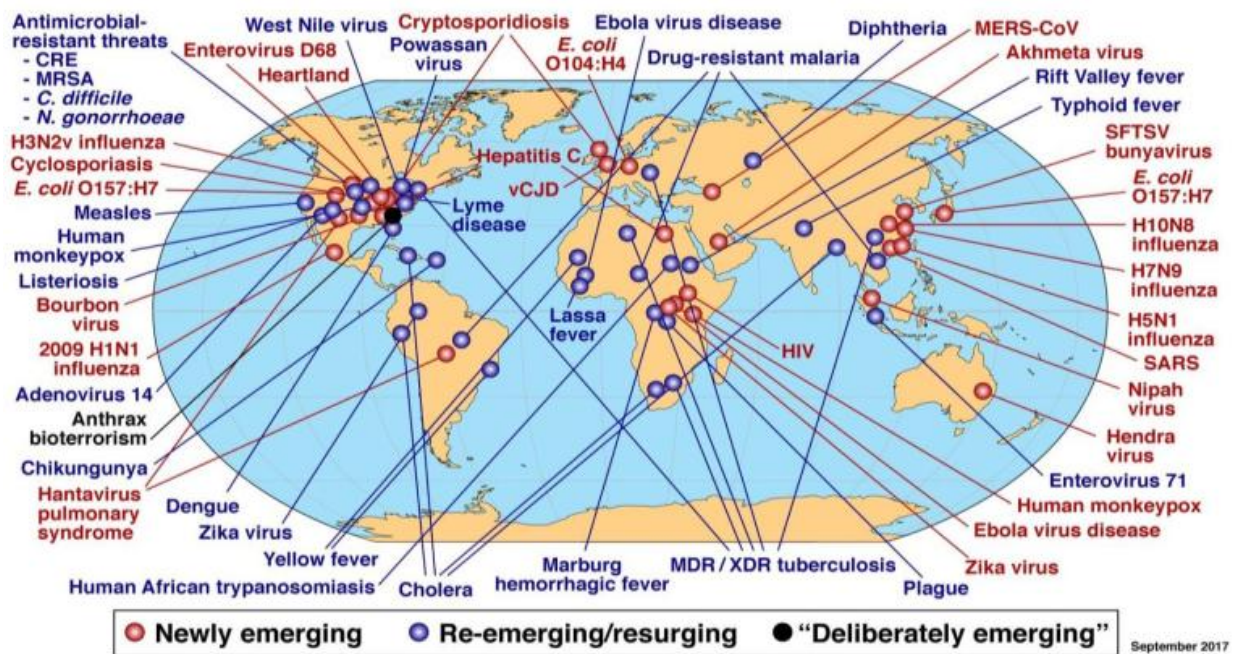 Antimicrobial-
resistant threats
- CRE
- MRSA
- C. difficile
- N. gonorrhoeae
West Nile virus
Enterovirus D68
Heartland
Cryptosporidiosis
Powassan
virus
E. coli
O104:H4
Ebola virus disease
Drug-resistant malaria
Diphtheria
MERS-CoV
Akhmeta virus
Rift Valley fever
Typhoid fever
SFTSV
bunyavirus
E. coli
O157:H7
H10N8
influenza
H7N9
influenza
H5N1
influenza
SARS
Nipah
virus
Hendra
virus
Enterovirus 71
Human monkeypox
Ebola virus disease
Zika virus
Plague
H3N2v influenza
Cyclosporiasis
E. coli O157:H7
Measles
Human
monkeypox
Listeriosis
Bourbon
virus
2009 H1N1
influenza
Adenovirus 14
Anthrax
bioterrorism
Chikungunya
Hantavirus
pulmonary
syndrome
Dengue
Zika virus
Yellow fever
Human African trypanosomiasis
Cholera
Marburg
hemorrhagic fever
MDR / XDR tuberculosis
Hepatitis C
vCJD
Lyme
disease
Lassa
fever
HIV
Newly emerging
Re-emerging/resurging
“Deliberately emerging”
September 2017